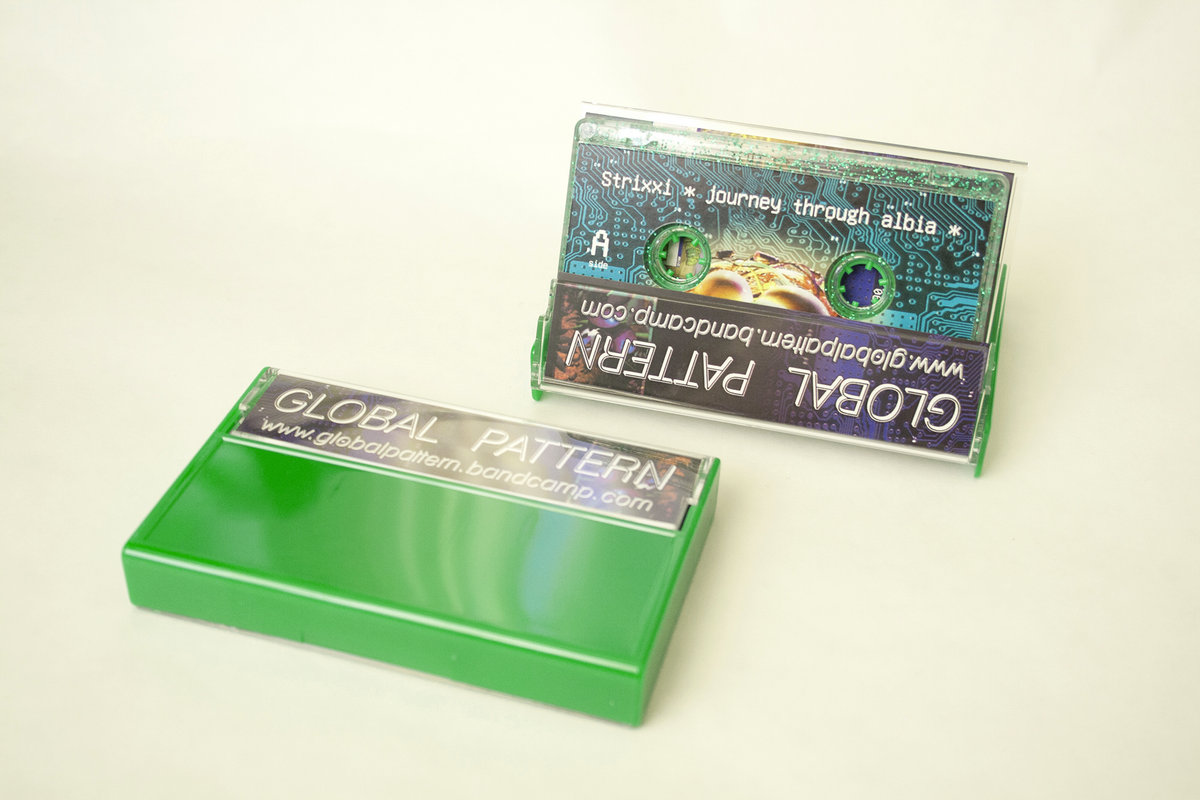 Strixxi * journey through albia *
A
side
www.globalpattern.bandcamp.com
GLOBAL PATTERN
GLOBAL PATTERN
www.globalpattern.bandcamp.com